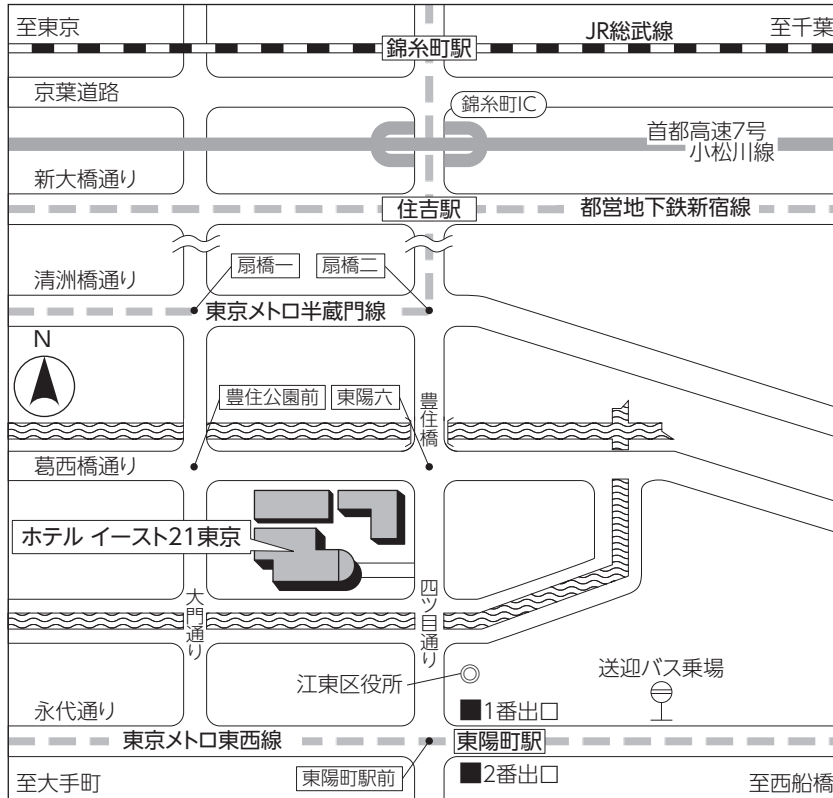 至東京
JR総武線
至千葉
錦糸町駅
京葉道路
錦糸町IC
首都高速7号
小松川線
新大橋通り
住吉駅
都営地下鉄新宿線
扇橋一
扇橋二
清洲橋通り
東京メトロ半蔵門線
N
豊住公園前
東陽六
豊住橋
葛西橋通り
ホテル イースト21東京
大門通り
四ツ目通り
江東区役所
送迎バス乗場
永代通り
■1番出口
東京メトロ東西線
東陽町駅
至大手町
東陽町駅前
■2番出口
至西船橋